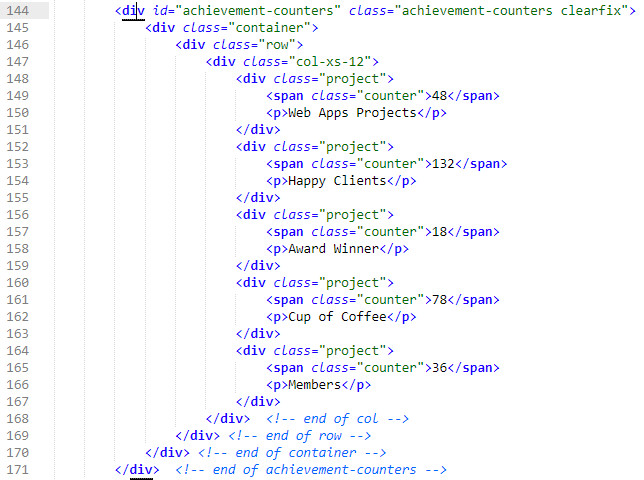 144 <div id="achievement-counters" class="achievement-counters clearfix">
145 <div class="container">
146 <div class="row">
147 <div class="col-xs-12">
148 <div class="project">
149 <span class="counter">48</span>
150 <p>Web Apps Projects</p>
151 </div>
152 <div class="project">
153 <span class="counter">132</span>
154 <p>Happy Clients</p>
155 </div>
156 <div class="project">
157 <span class="counter">18</span>
158 <p>Award Winner</p>
159 </div>
160 <div class="project">
161 <span class="counter">78</span>
162 <p>Cup of Coffee</p>
163 </div>
164 <div class="project">
165 <span class="counter">36</span>
166 <p>Members</p>
167 </div>
168 </div> <!-- end of col -->
169 </div> <!-- end of row -->
170 </div> <!-- end of container -->
171 </div> <!-- end of achievement-counters -->